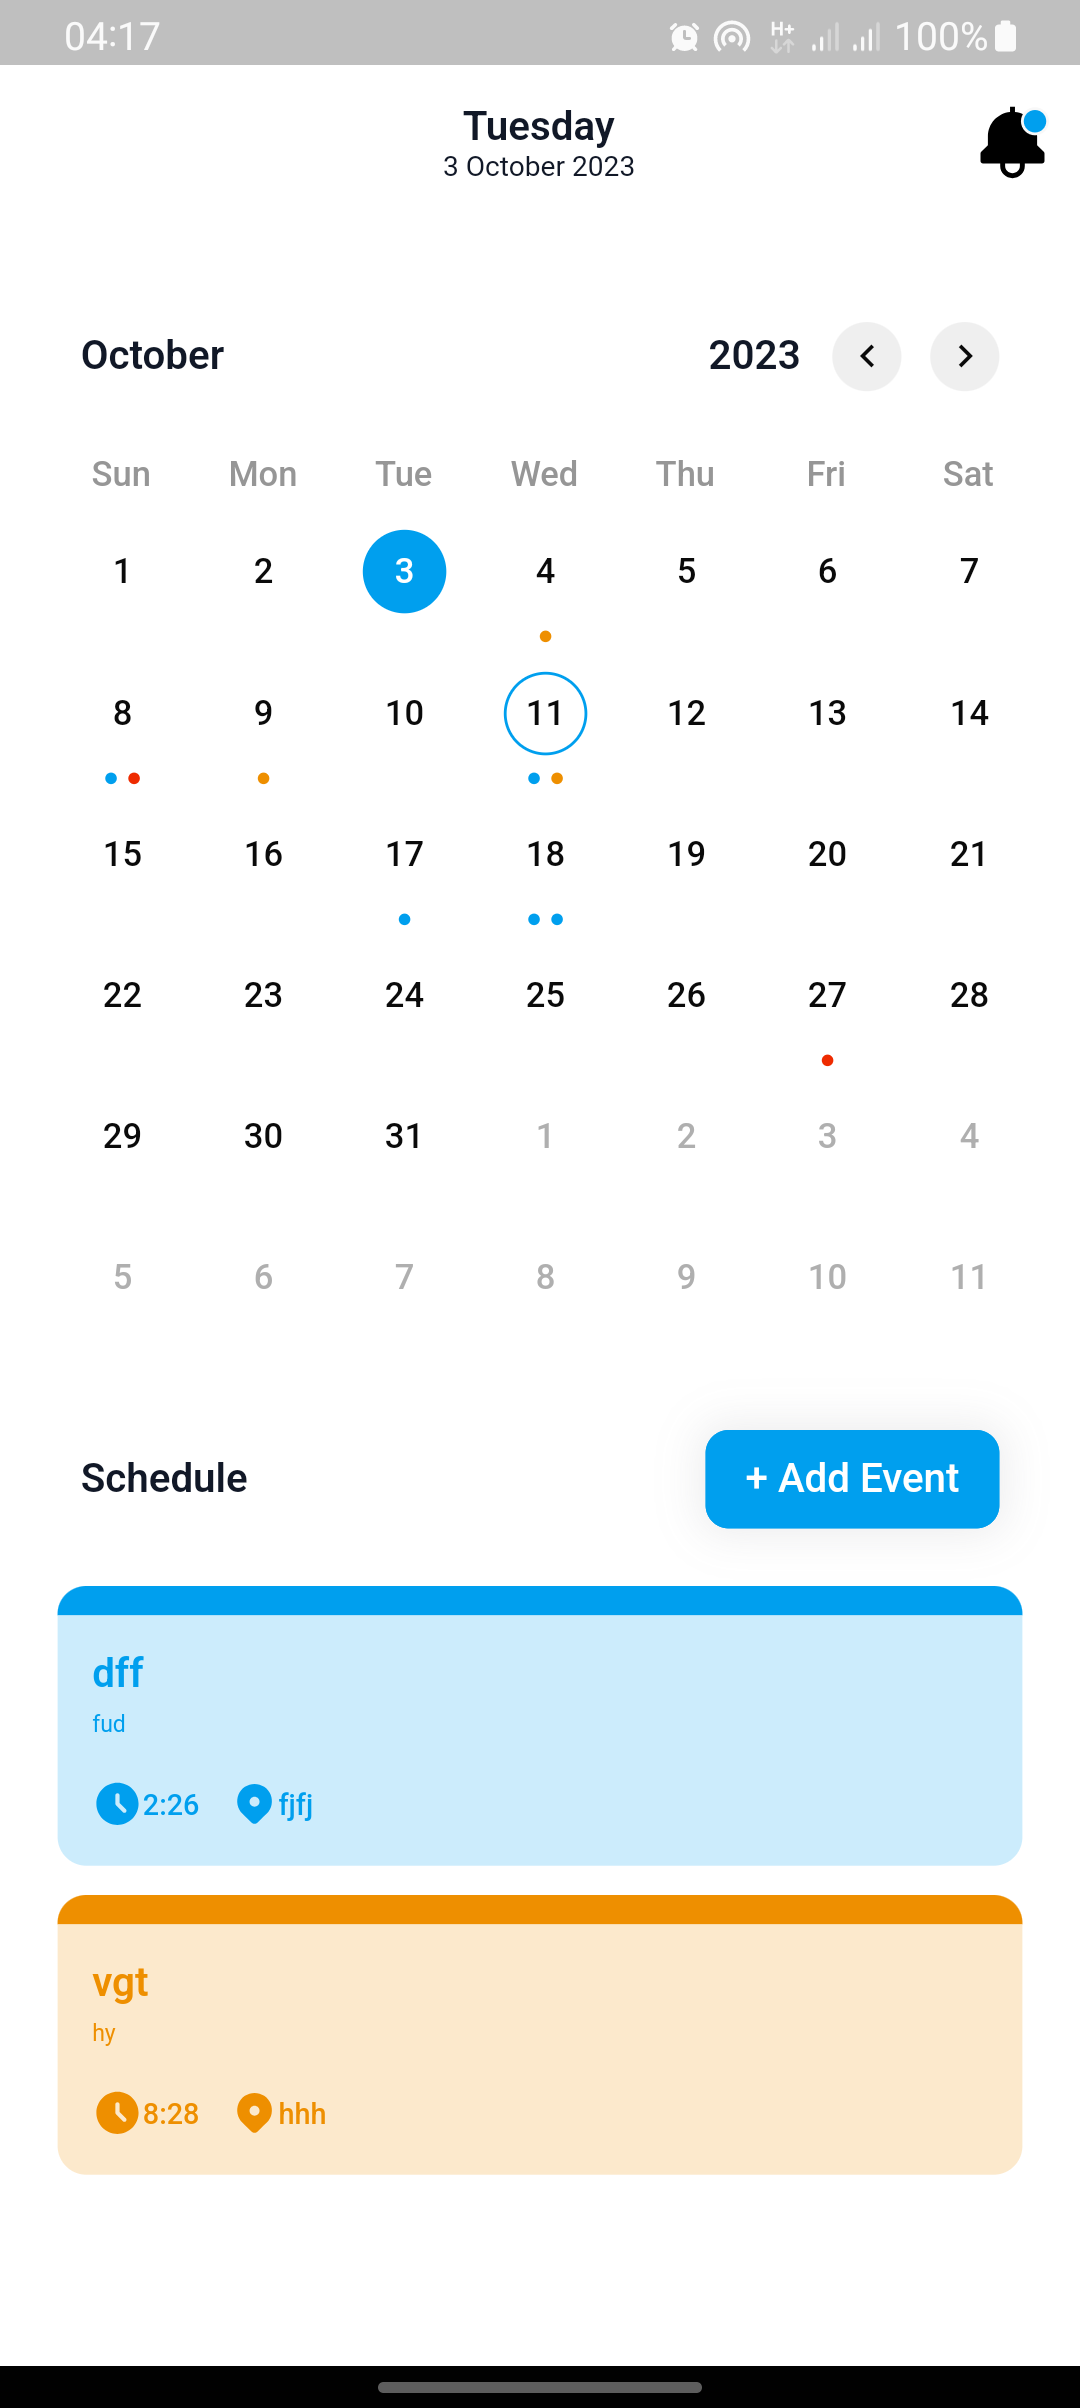 04:17 H+ 100%
Tuesday
3 October 2023
October 2023
Sun Mon Tue Wed Thu Fri Sat
1 2 3 4 5 6 7
8 9 10 11 12 13 14
15 16 17 18 19 20 21
22 23 24 25 26 27 28
29 30 31 1 2 3 4
5 6 7 8 9 10 11
Schedule + Add Event
dff
fud
2:26 fjfj
vgt
hy
8:28 hhh